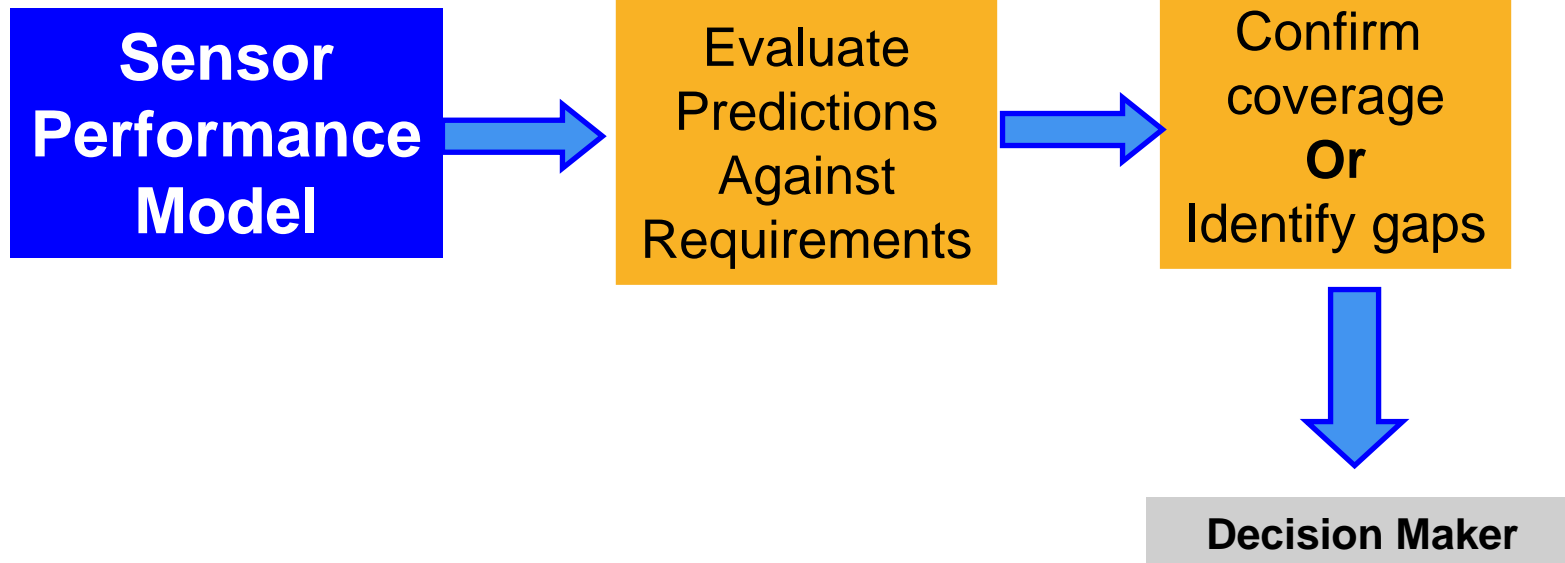 Sensor
Performance
Model
Evaluate
Predictions
Against
Requirements
Confirm
coverage
Or
Identify gaps
Decision Maker